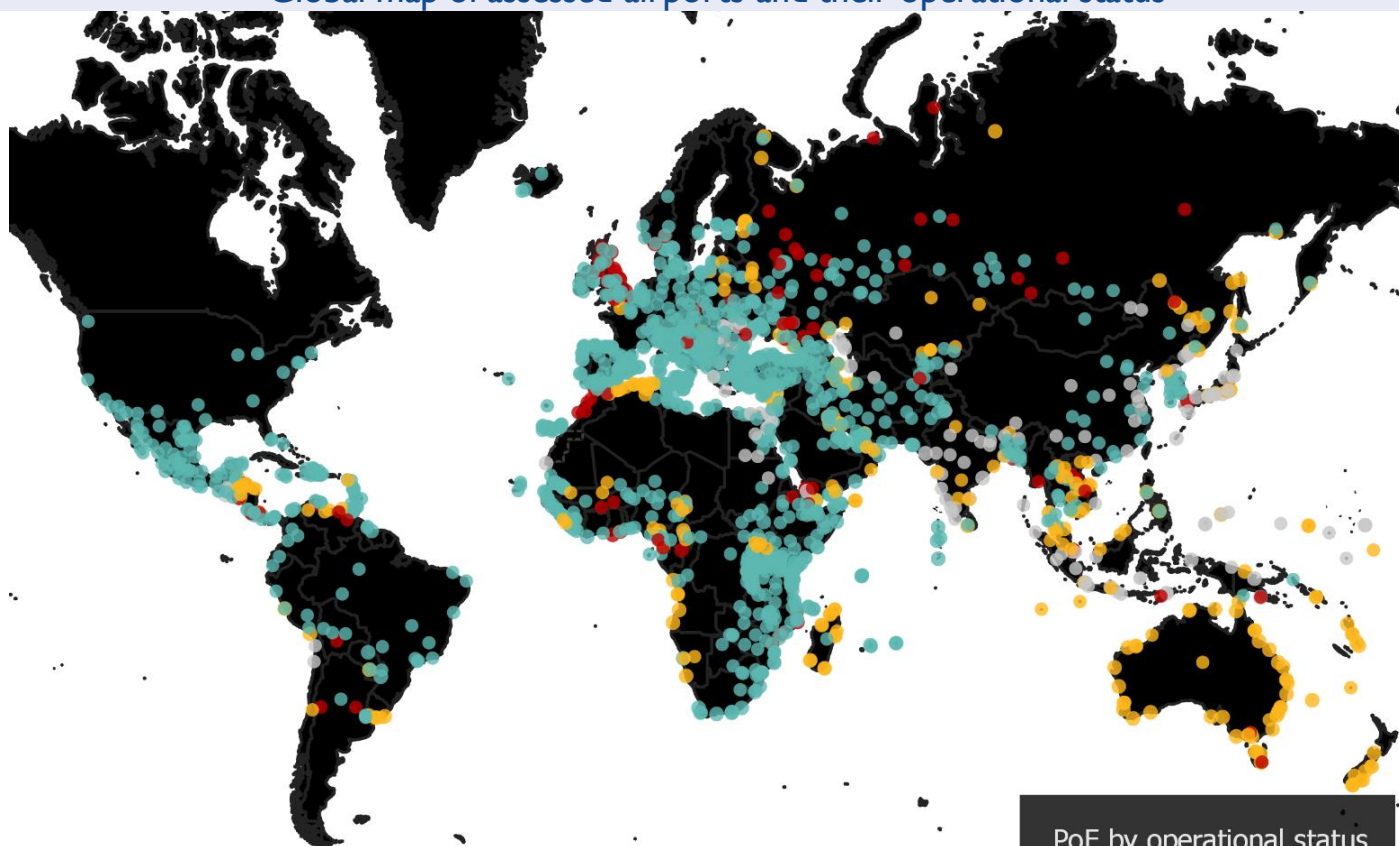 Global map of assessed airports and their operational status
PoE by operational status